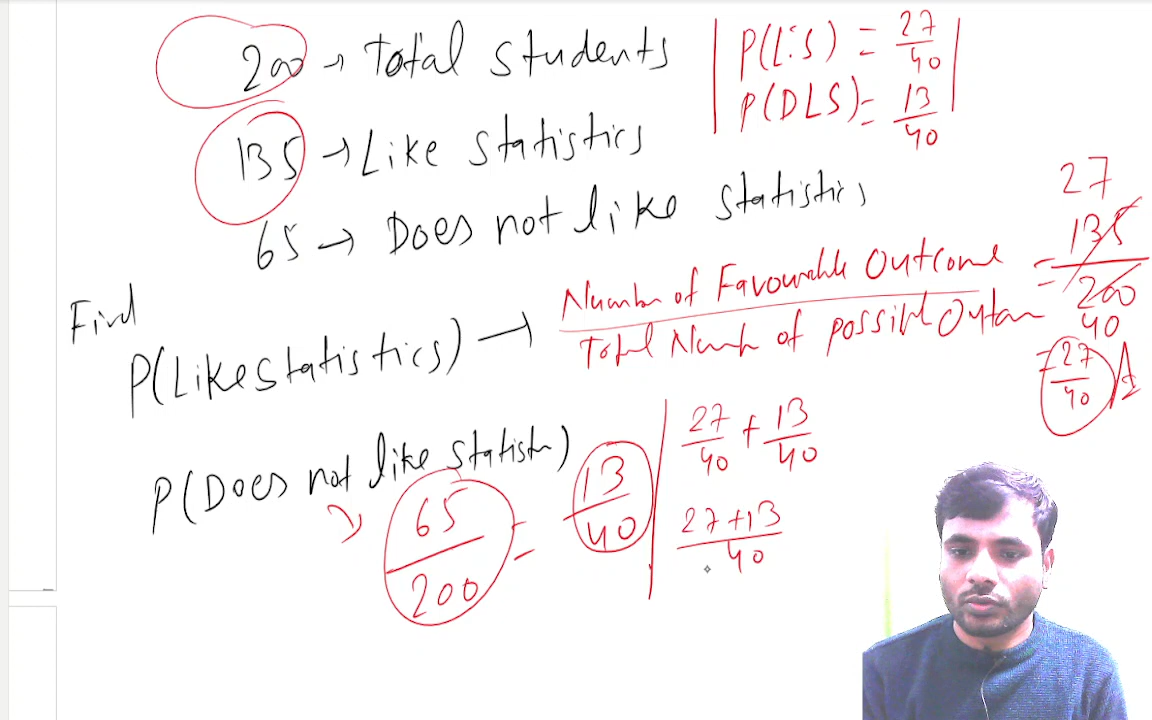 200 → Total students
135 → Like statistics
65 → Does not like statistics
P(LiS) = 27/40
P(DLS) = 13/40
Find
P(Like statistics) → Number of Favourable Outcome / Total Number of possible Outcome = 135/200
27
40
= 27/40
P(Does not like statistics)
65/200 = 13/40
27/40 + 13/40
27+13/40